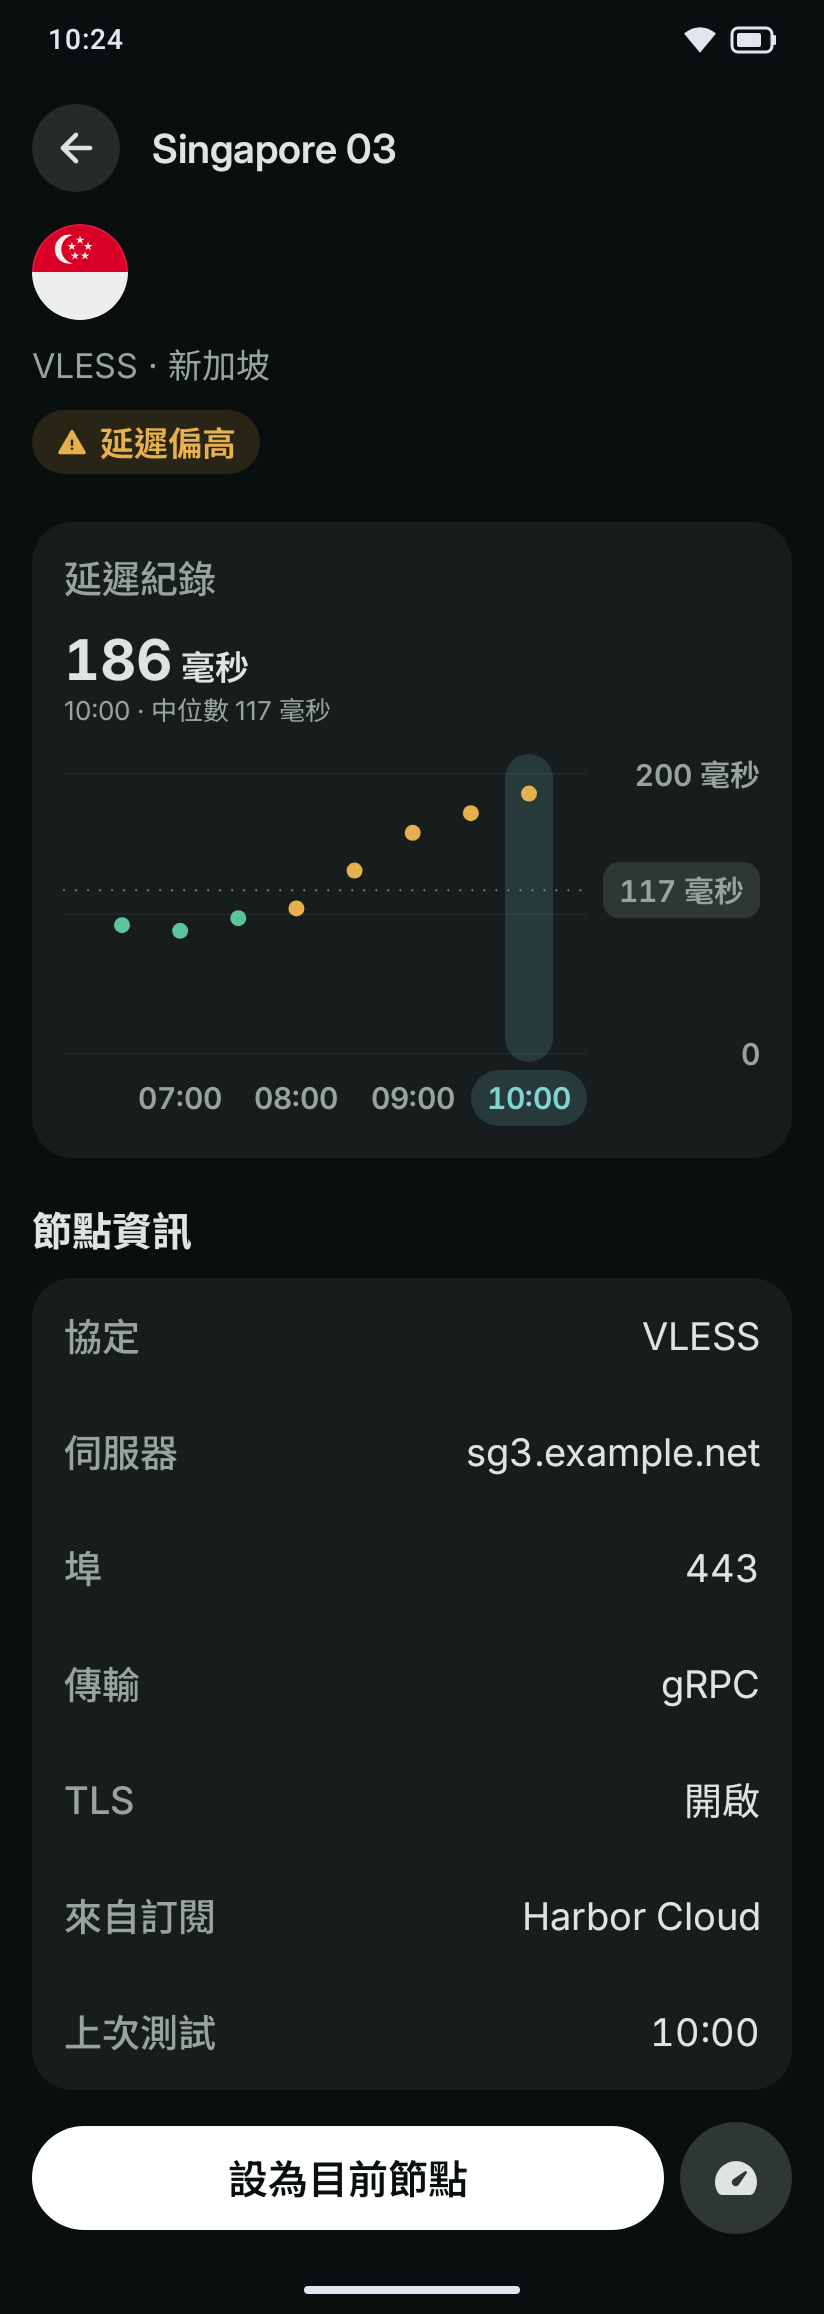 10:24
Singapore 03
VLESS · 新加坡
延遲偏高
延遲紀錄
186 毫秒
10:00 · 中位數 117 毫秒
200 毫秒
117 毫秒
0
07:00 08:00 09:00 10:00
節點資訊
協定 VLESS
伺服器 sg3.example.net
埠 443
傳輸 gRPC
TLS 開啟
來自訂閱 Harbor Cloud
上次測試 10:00
設為目前節點